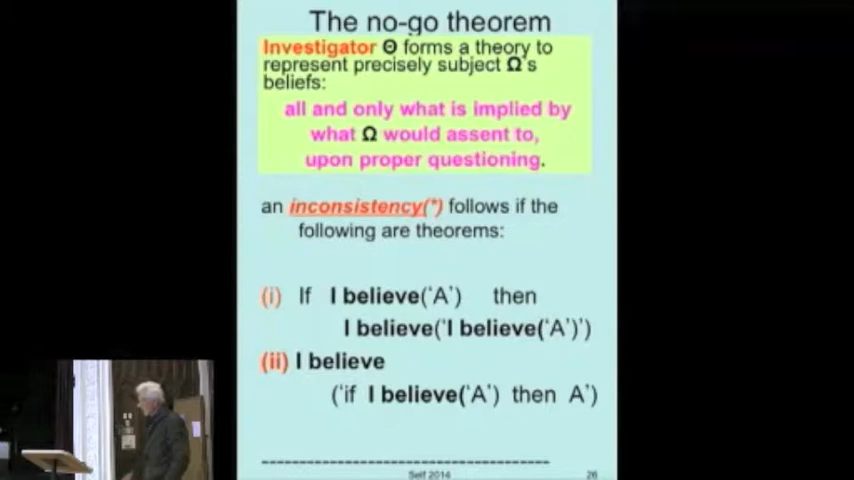 The no-go theorem
Investigator Θ forms a theory to
represent precisely subject Ω's
beliefs:
all and only what is implied by
what Ω would assent to,
upon proper questioning.
an inconsistency(*) follows if the
following are theorems:
(i) If I believe('A') then
I believe('I believe('A')')
(ii) I believe
('if I believe('A') then A')
Self 2014
26